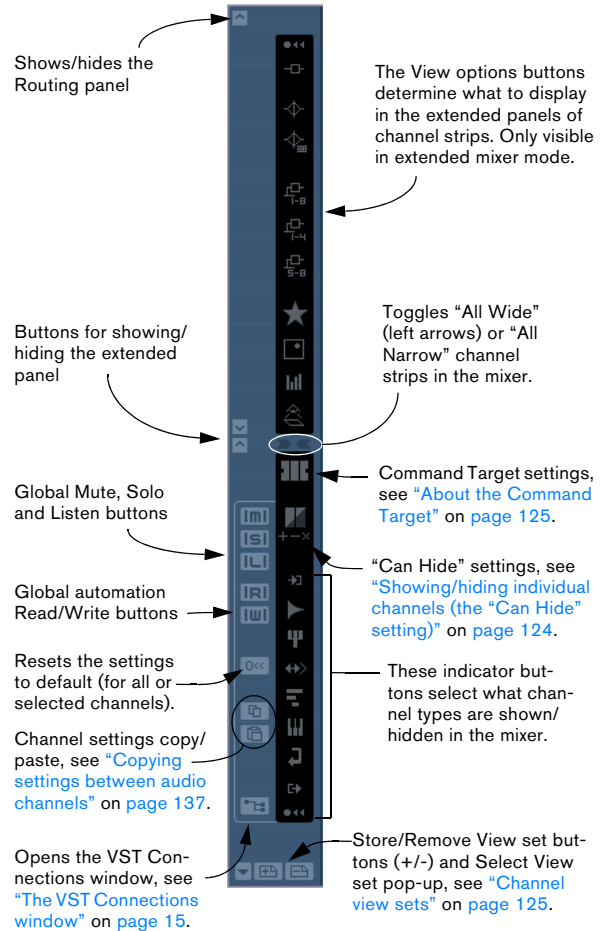 Shows/hides the
Routing panel
The View options buttons
determine what to display
in the extended panels of
channel strips. Only visible
in extended mixer mode.
1-8
1-4
5-8
Buttons for showing/
hiding the extended
panel
Toggles “All Wide”
(left arrows) or “All
Narrow” channel
strips in the mixer.
Command Target settings,
see “About the Command
Target” on page 125.
Global Mute, Solo
and Listen buttons
|m|
|S|
|L|
+−×
“Can Hide” settings, see
“Showing/hiding individual
channels (the “Can Hide”
setting)” on page 124.
Global automation
Read/Write buttons
|R|
|W|
Resets the settings
to default (for all or
selected channels).
0<<
These indicator but-
tons select what chan-
nel types are shown/
hidden in the mixer.
Channel settings copy/
paste, see “Copying
settings between audio
channels” on page 137.
Opens the VST Con-
nections window, see
“The VST Connections
window” on page 15.
Store/Remove View set but-
tons (+/-) and Select View
set pop-up, see “Channel
view sets” on page 125.